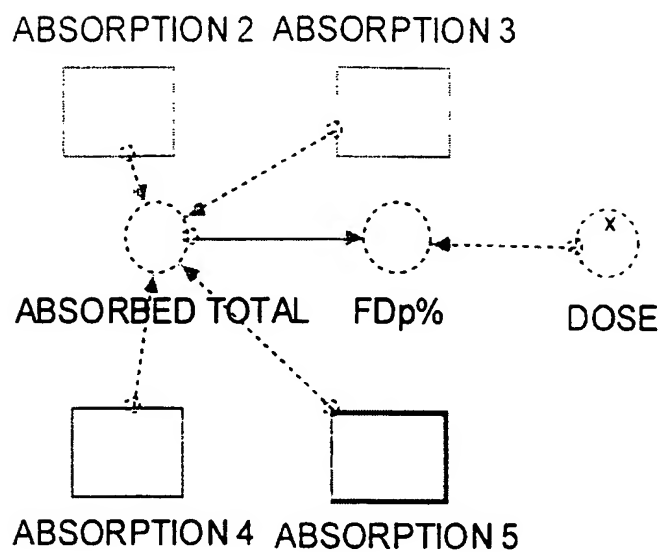 ABSORPTION 2 ABSORPTION 3
x
ABSORBED TOTAL FDp% DOSE
ABSORPTION 4 ABSORPTION 5